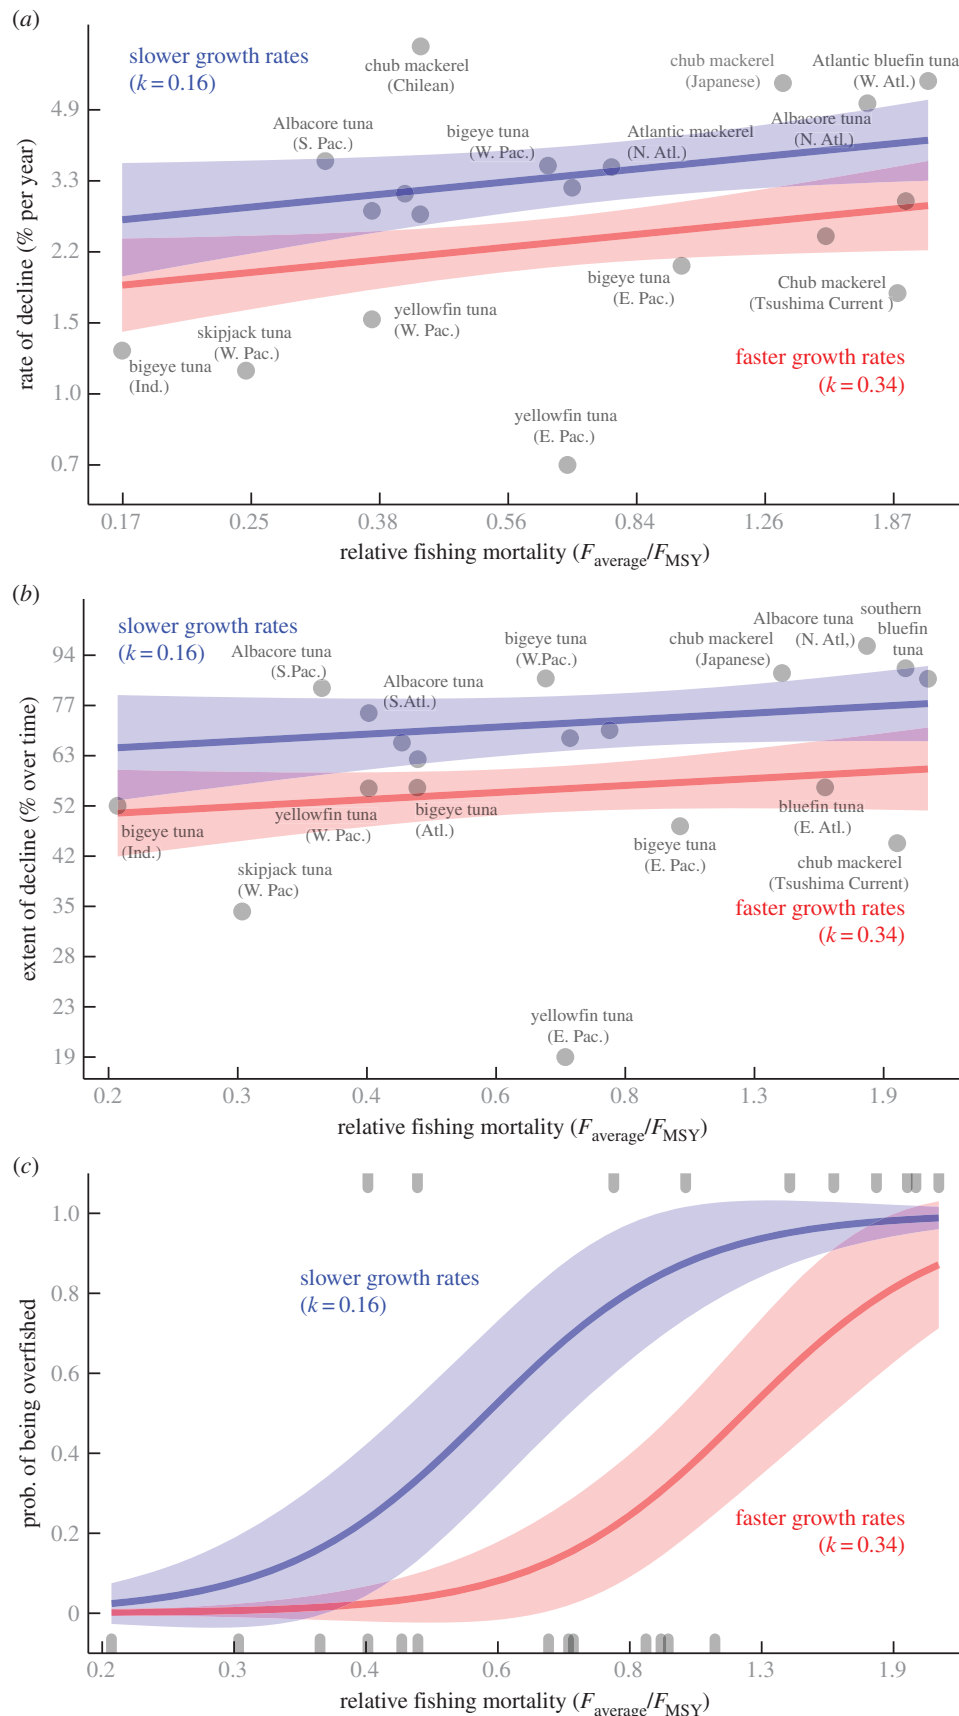 (a)
slower growth rates
(k = 0.16)
chub mackerel
(Chilean)
chub mackerel
(Japanese)
Atlantic bluefin tuna
(W. Atl.)
Albacore tuna
(S. Pac.)
bigeye tuna
(W. Pac.)
Atlantic mackerel
(N. Atl.)
Albacore tuna
(N. Atl.)
bigeye tuna
(E. Pac.)
Chub mackerel
(Tsushima Current )
yellowfin tuna
(W. Pac.)
skipjack tuna
(W. Pac.)
bigeye tuna
(Ind.)
faster growth rates
(k = 0.34)
yellowfin tuna
(E. Pac.)
rate of decline (% per year)
4.9
3.3
2.2
1.5
1.0
0.7
0.17 0.25 0.38 0.56 0.84 1.26 1.87
relative fishing mortality (Faverage/FMSY)
(b)
slower growth rates
(k = 0.16)
Albacore tuna
(S.Pac.)
bigeye tuna
(W.Pac.)
chub mackerel
(Japanese)
Albacore tuna
(N. Atl,)
southern
bluefin
tuna
Albacore tuna
(S.Atl.)
bigeye tuna
(Ind.)
yellowfin tuna
(W. Pac.)
bigeye tuna
(Atl.)
bigeye tuna
(E. Pac.)
bluefin tuna
(E. Atl.)
chub mackerel
(Tsushima Current)
skipjack tuna
(W. Pac)
faster growth rates
(k = 0.34)
yellowfin tuna
(E. Pac.)
extent of decline (% over time)
94
77
63
52
42
35
28
23
19
0.2 0.3 0.4 0.6 0.8 1.3 1.9
relative fishing mortality (Faverage/FMSY)
(c)
slower growth rates
(k = 0.16)
faster growth rates
(k = 0.34)
prob. of being overfished
1.0
0.8
0.6
0.4
0.2
0
0.2 0.3 0.4 0.6 0.8 1.3 1.9
relative fishing mortality (Faverage/FMSY)